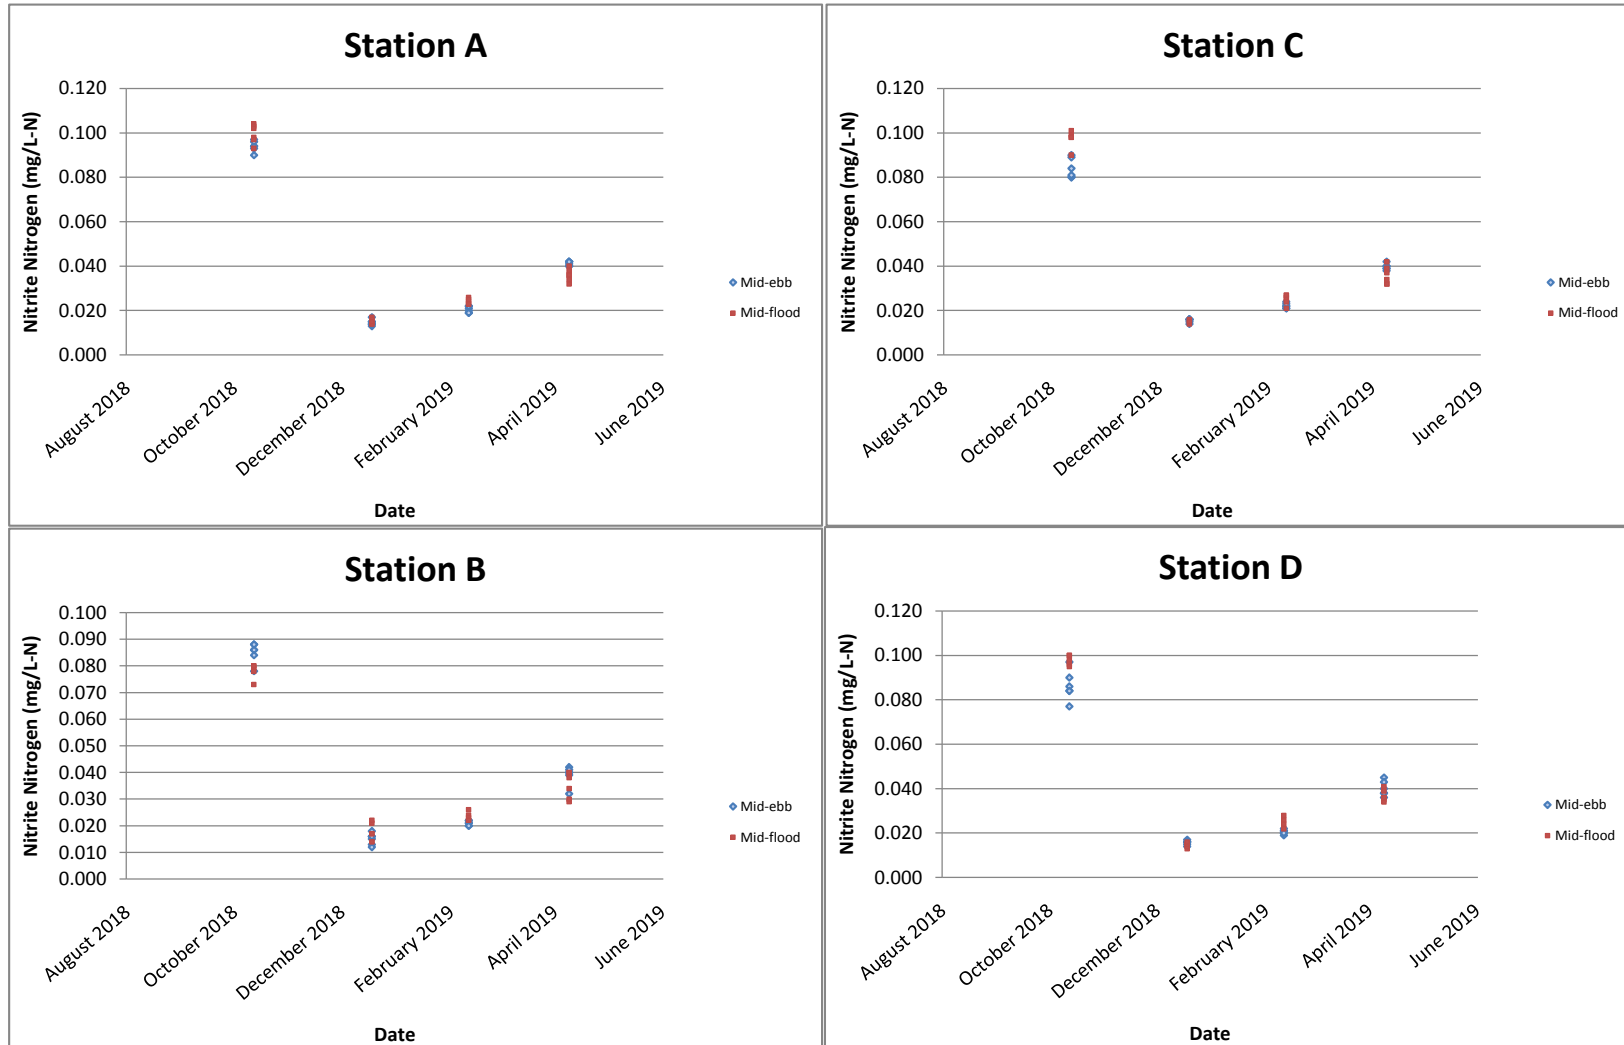 Station A
Nitrite Nitrogen (mg/L-N)
0.120
0.100
0.080
0.060
0.040
0.020
0.000
August 2018
October 2018
December 2018
February 2019
April 2019
June 2019
Date
Mid-ebb
Mid-flood
Station C
Nitrite Nitrogen (mg/L-N)
0.120
0.100
0.080
0.060
0.040
0.020
0.000
August 2018
October 2018
December 2018
February 2019
April 2019
June 2019
Date
Mid-ebb
Mid-flood
Station B
Nitrite Nitrogen (mg/L-N)
0.100
0.090
0.080
0.070
0.060
0.050
0.040
0.030
0.020
0.010
0.000
August 2018
October 2018
December 2018
February 2019
April 2019
June 2019
Date
Mid-ebb
Mid-flood
Station D
Nitrite Nitrogen (mg/L-N)
0.120
0.100
0.080
0.060
0.040
0.020
0.000
August 2018
October 2018
December 2018
February 2019
April 2019
June 2019
Date
Mid-ebb
Mid-flood